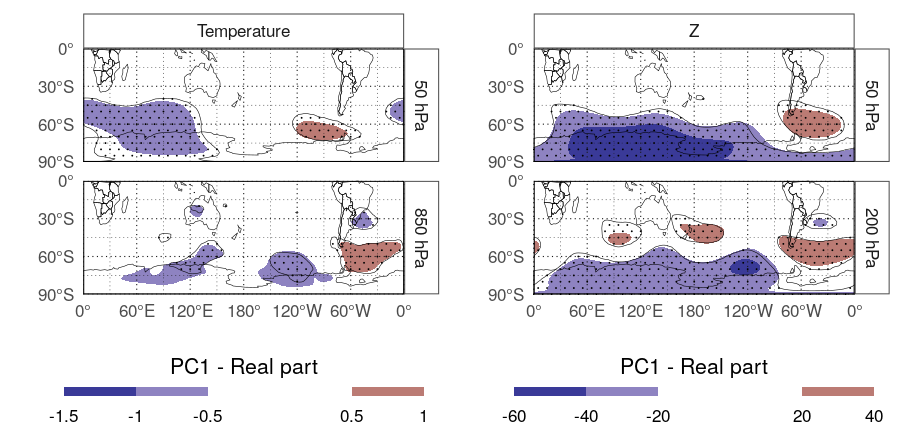 Temperature
Z
0°
30°S
60°S
90°S
50 hPa
0°
30°S
60°S
90°S
50 hPa
0°
30°S
60°S
90°S
850 hPa
0°
30°S
60°S
90°S
200 hPa
0° 60°E 120°E 180° 120°W 60°W 0°
0° 60°E 120°E 180° 120°W 60°W 0°
PC1 - Real part
-1.5 -1 -0.5 0.5 1
PC1 - Real part
-60 -40 -20 20 40